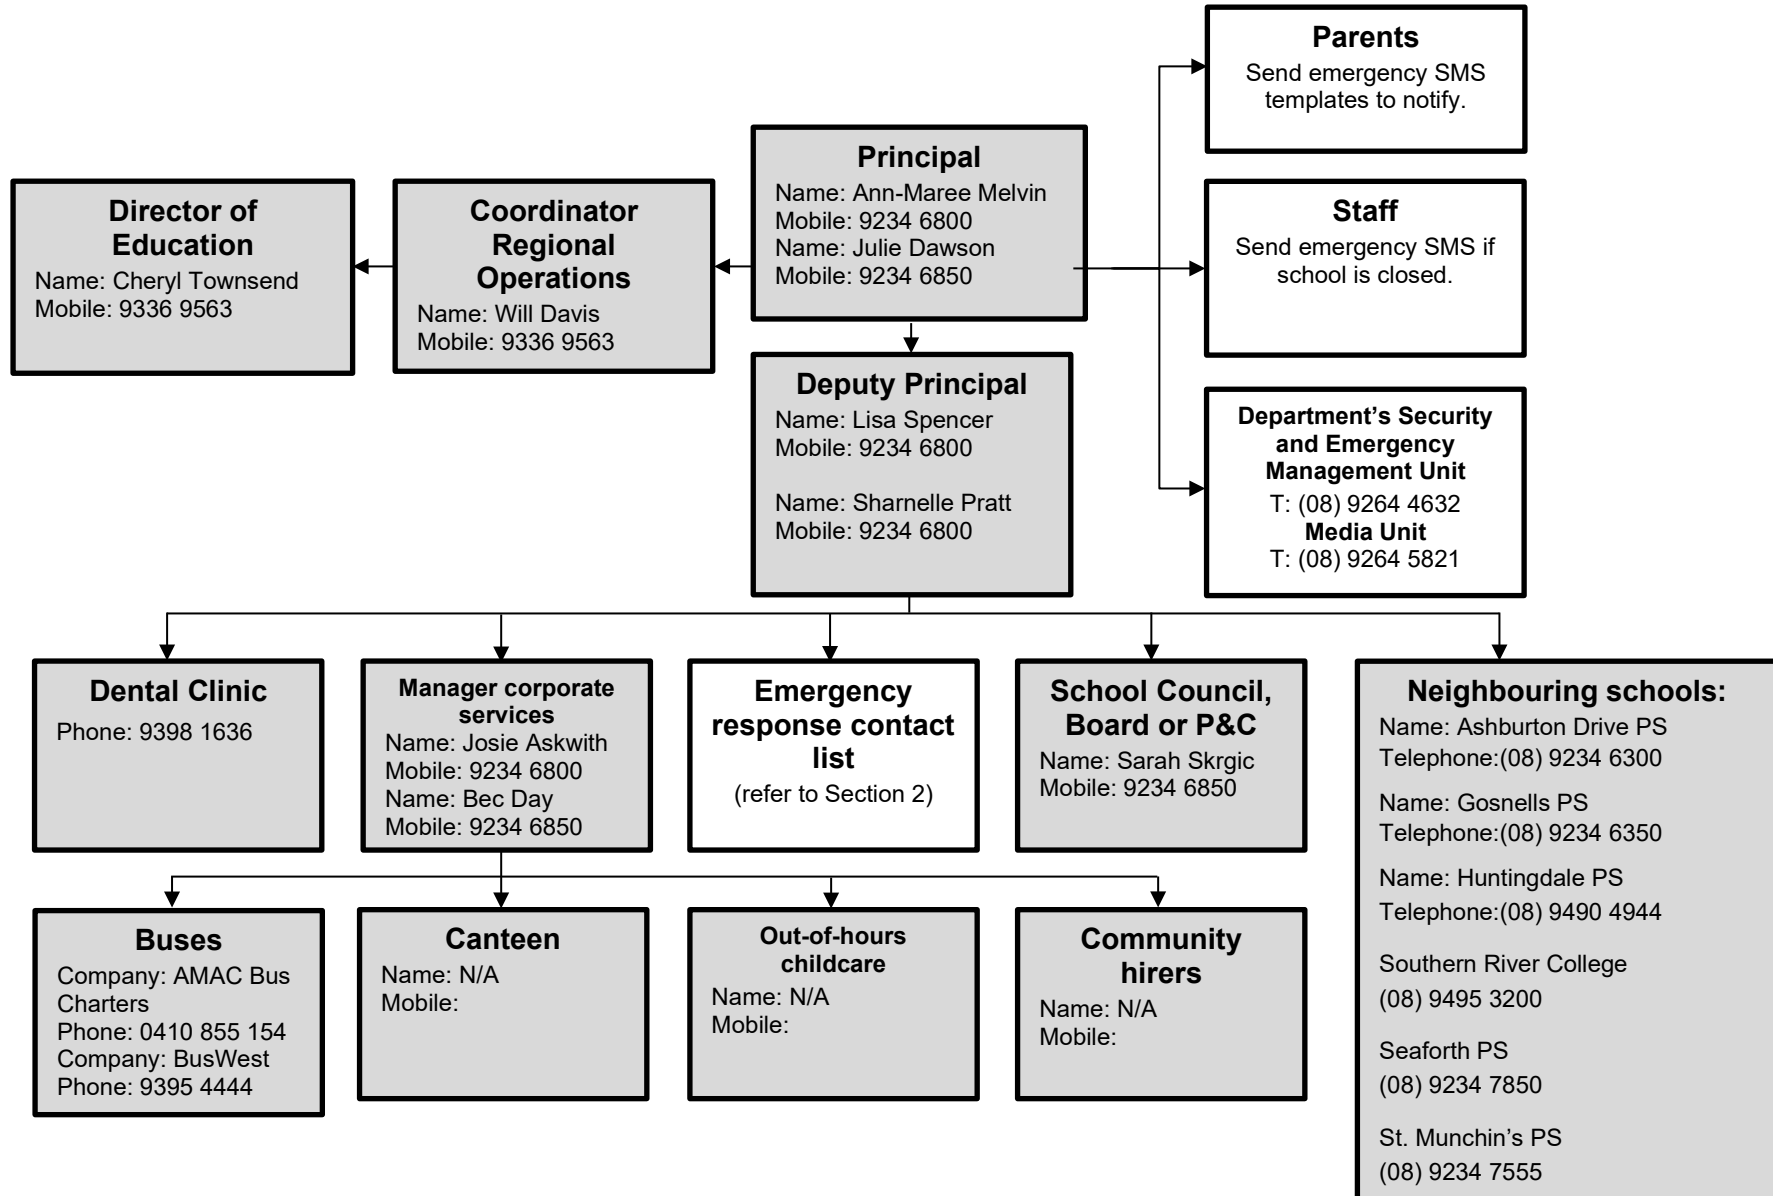 Parents
Send emergency SMS
templates to notify.
Principal
Name: Ann-Maree Melvin
Mobile: 9234 6800
Name: Julie Dawson
Mobile: 9234 6850
Director of
Education
Name: Cheryl Townsend
Mobile: 9336 9563
Coordinator
Regional
Operations
Name: Will Davis
Mobile: 9336 9563
Staff
Send emergency SMS if
school is closed.
Deputy Principal
Name: Lisa Spencer
Mobile: 9234 6800
Name: Sharnelle Pratt
Mobile: 9234 6800
Department’s Security
and Emergency
Management Unit
T: (08) 9264 4632
Media Unit
T: (08) 9264 5821
Dental Clinic
Phone: 9398 1636
Manager corporate
services
Name: Josie Askwith
Mobile: 9234 6800
Name: Bec Day
Mobile: 9234 6850
Emergency
response contact
list
(refer to Section 2)
School Council,
Board or P&C
Name: Sarah Skrgic
Mobile: 9234 6850
Neighbouring schools:
Name: Ashburton Drive PS
Telephone:(08) 9234 6300
Name: Gosnells PS
Telephone:(08) 9234 6350
Name: Huntingdale PS
Telephone:(08) 9490 4944
Southern River College
(08) 9495 3200
Seaforth PS
(08) 9234 7850
St. Munchin’s PS
(08) 9234 7555
Buses
Company: AMAC Bus
Charters
Phone: 0410 855 154
Company: BusWest
Phone: 9395 4444
Canteen
Name: N/A
Mobile:
Out-of-hours
childcare
Name: N/A
Mobile:
Community
hirers
Name: N/A
Mobile: